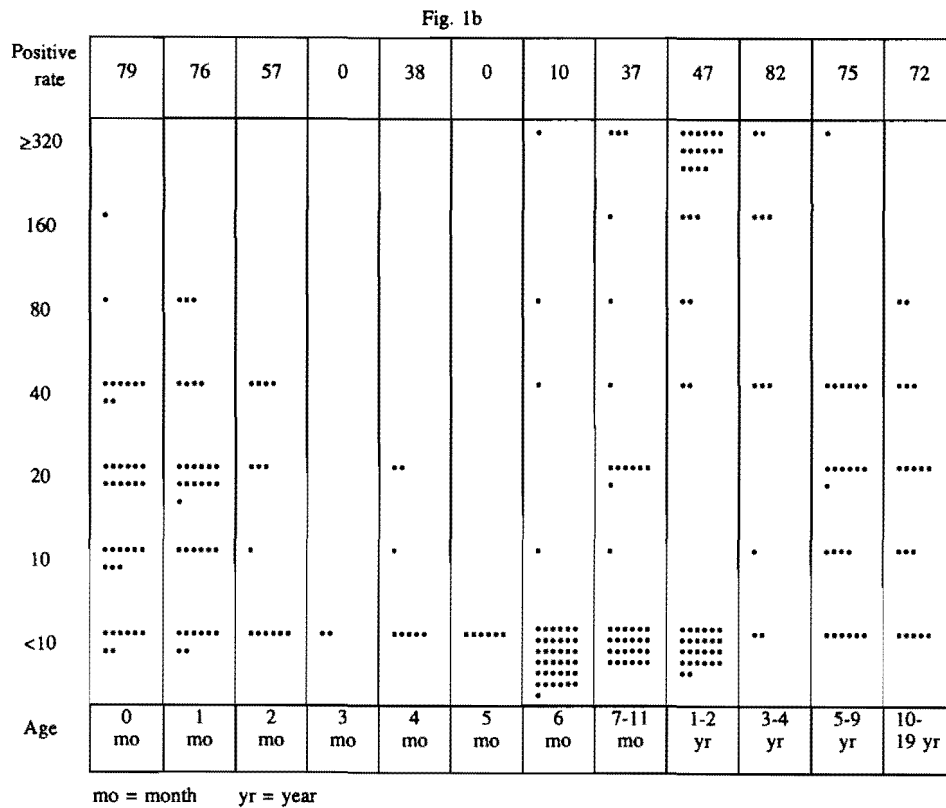 Fig. 1b
Positive rate 79 76 57 0 38 0 10 37 47 82 75 72
≥320
160
80
40
20
10
<10
Age 0 mo 1 mo 2 mo 3 mo 4 mo 5 mo 6 mo 7-11 mo 1-2 yr 3-4 yr 5-9 yr 10-19 yr
mo = month yr = year